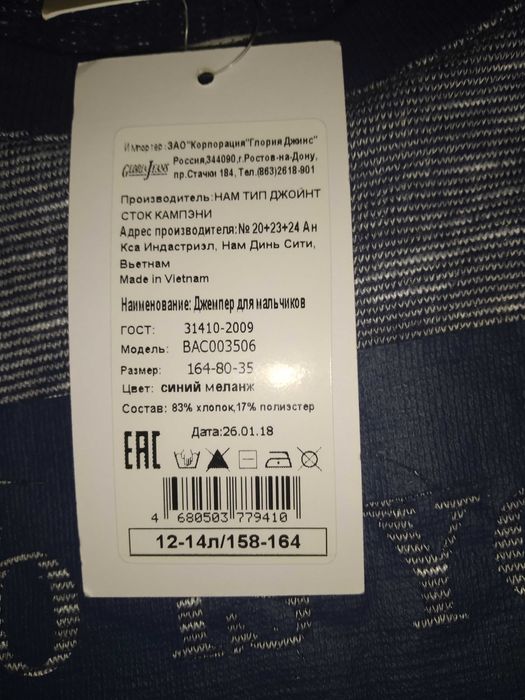 Импортер: ЗАО"Корпорация"Глория Джинс"
GLORIA JEANS Россия,344090,г.Ростов-на-Дону,
пр.Стачки 184, Тел.(863)2618-901
Производитель:НАМ ТИП ДЖОЙНТ
СТОК КАМПЭНИ
Адрес производителя:№ 20+23+24 Ан
Кса Индастриэл, Нам Динь Сити,
Вьетнам
Made in Vietnam
Наименование: Джемпер для мальчиков
ГОСТ: 31410-2009
Модель: BAC003506
Размер: 164-80-35
Цвет: синий меланж
Состав: 83% хлопок,17% полиэстер
Дата:26.01.18
EAC
4 680503 779410
12-14л/158-164